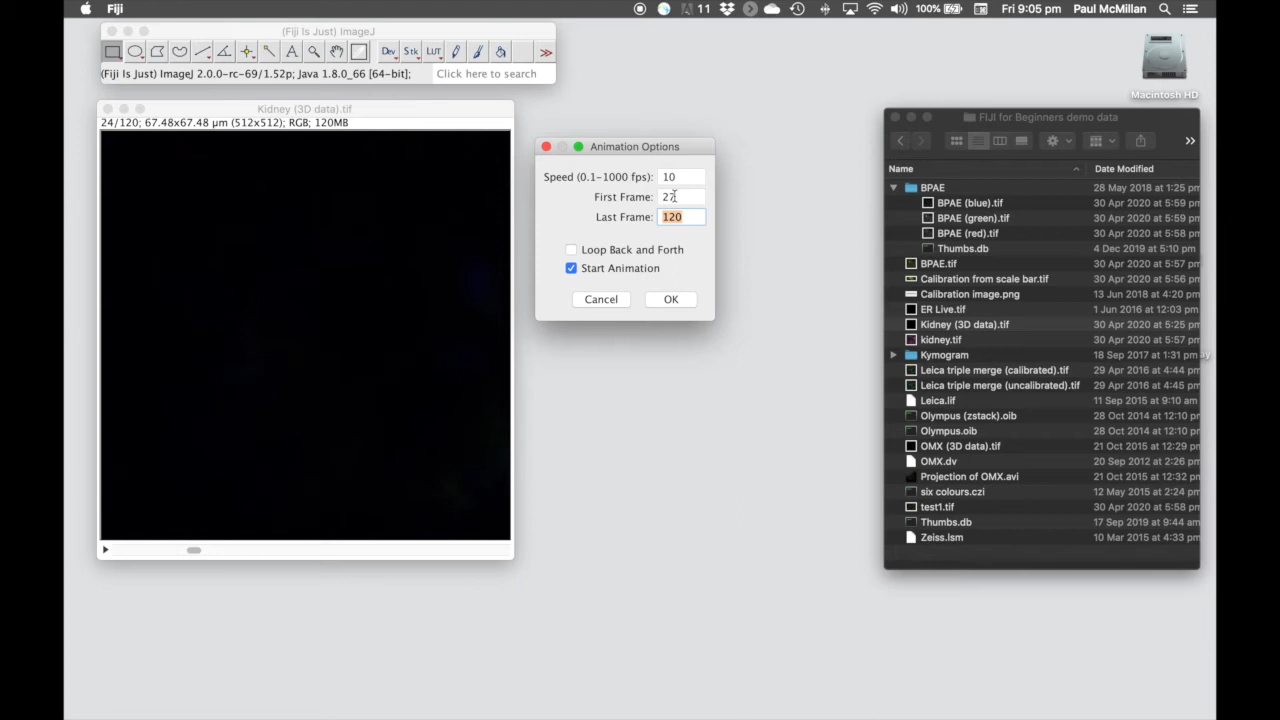 Fiji
11
100%
Fri 9:05 pm
Paul McMillan
(Fiji Is Just) ImageJ
Dev
Stk
LUT
(Fiji Is Just) ImageJ 2.0.0-rc-69/1.52p; Java 1.8.0_66 [64-bit];
Click here to search
Macintosh HD
Kidney (3D data).tif
24/120; 67.48x67.48 µm (512x512); RGB; 120MB
Animation Options
Speed (0.1-1000 fps): 10
First Frame: 27
Last Frame: 120
Loop Back and Forth
Start Animation
Cancel
OK
FIJI for Beginners demo data
Name
Date Modified
BPAE 28 May 2018 at 1:25 pm
BPAE (blue).tif 30 Apr 2020 at 5:59 pm
BPAE (green).tif 30 Apr 2020 at 5:59 pm
BPAE (red).tif 30 Apr 2020 at 5:59 pm
Thumbs.db 4 Dec 2019 at 5:10 pm
BPAE.tif 30 Apr 2020 at 5:57 pm
Calibration from scale bar.tif 30 Apr 2020 at 5:56 pm
Calibration image.png 13 Jun 2018 at 4:20 pm
ER Live.tif 1 Jun 2016 at 12:03 pm
Kidney (3D data).tif 30 Apr 2020 at 5:25 pm
kidney.tif 30 Apr 2020 at 5:57 pm
Kymogram 18 Sep 2017 at 1:31 pm
Leica triple merge (calibrated).tif 29 Apr 2016 at 4:44 pm
Leica triple merge (uncalibrated).tif 29 Apr 2016 at 4:45 pm
Leica.lif 11 Sep 2015 at 9:10 am
Olympus (zstack).oib 28 Oct 2014 at 12:10 pm
Olympus.oib 28 Oct 2014 at 12:10 pm
OMX (3D data).tif 21 Oct 2015 at 12:29 pm
OMX.dv 20 Sep 2012 at 2:26 pm
Projection of OMX.avi 21 Oct 2015 at 12:32 pm
six colours.czi 12 May 2015 at 2:24 pm
test1.tif 30 Apr 2020 at 5:58 pm
Thumbs.db 17 Sep 2019 at 9:44 am
Zeiss.lsm 10 Mar 2015 at 4:33 pm